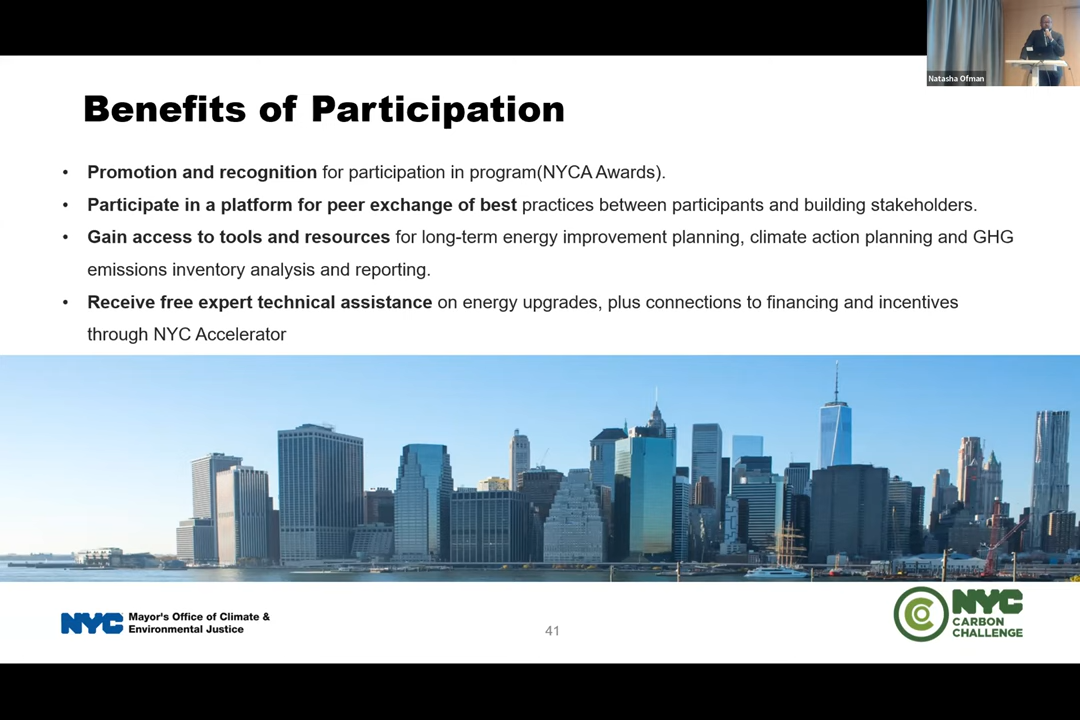 Natasha Ofman
Benefits of Participation
• Promotion and recognition for participation in program(NYCA Awards).
• Participate in a platform for peer exchange of best practices between participants and building stakeholders.
• Gain access to tools and resources for long-term energy improvement planning, climate action planning and GHG
emissions inventory analysis and reporting.
• Receive free expert technical assistance on energy upgrades, plus connections to financing and incentives
through NYC Accelerator
NYC Mayor's Office of Climate &
Environmental Justice
41
NYC
CARBON
CHALLENGE